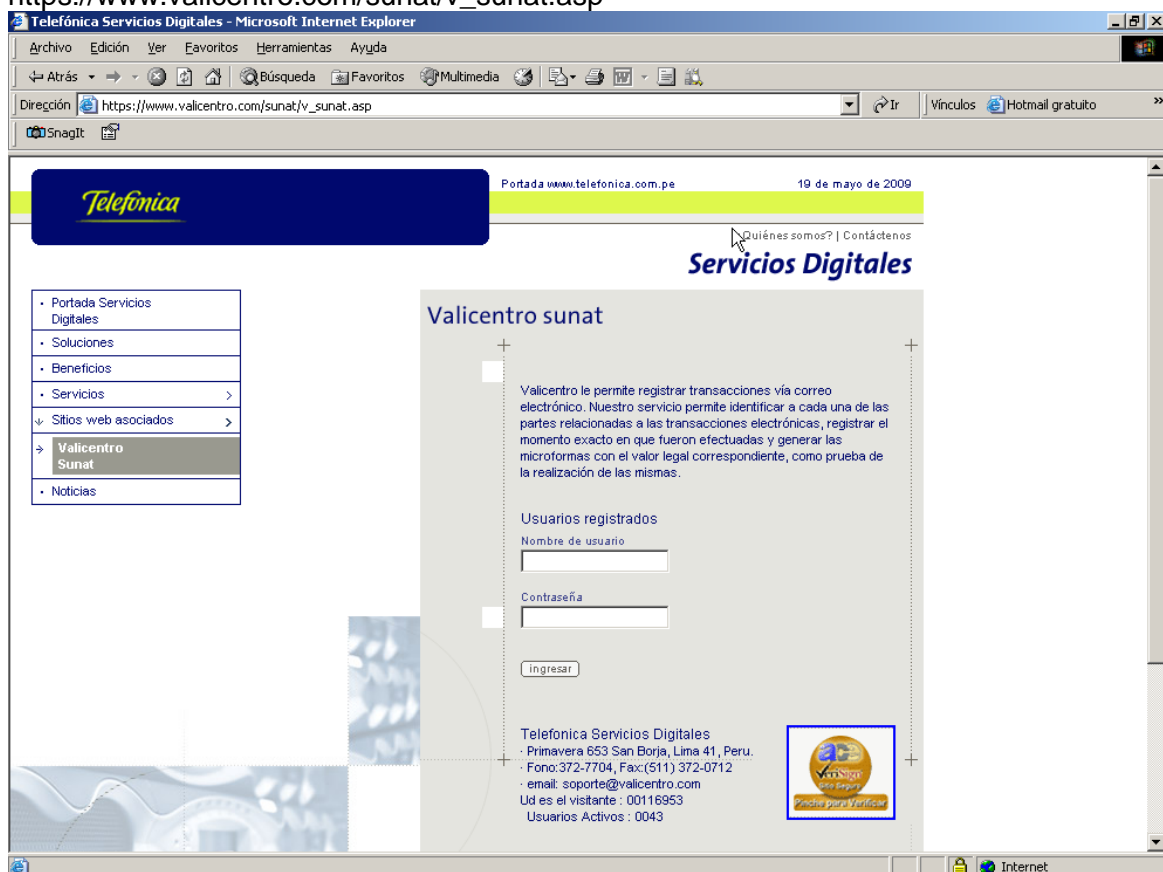 https://www.valicentro.com/sunat/v_sunat.asp
Telefónica Servicios Digitales - Microsoft Internet Explorer
Archivo Edición Ver Favoritos Herramientas Ayuda
Atrás Búsqueda Favoritos Multimedia
Dirección https://www.valicentro.com/sunat/v_sunat.asp Ir Vínculos Hotmail gratuito »
SnagIt
Portada www.telefonica.com.pe 19 de mayo de 2009
Telefónica
Quiénes somos? | Contáctenos
Servicios Digitales
· Portada Servicios
Digitales
· Soluciones
· Beneficios
· Servicios >
Sitios web asociados >
Valicentro
Sunat
· Noticias
Valicentro sunat
Valicentro le permite registrar transacciones vía correo
electrónico. Nuestro servicio permite identificar a cada una de las
partes relacionadas a las transacciones electrónicas, registrar el
momento exacto en que fueron efectuadas y generar las
microformas con el valor legal correspondiente, como prueba de
la realización de las mismas.
Usuarios registrados
Nombre de usuario
Contraseña
ingresar
Telefonica Servicios Digitales
· Primavera 653 San Borja, Lima 41, Peru.
· Fono:372-7704, Fax:(511) 372-0712
· email: soporte@valicentro.com
Ud es el visitante : 00116953
Usuarios Activos : 0043
ace
VeriSign
Sitio Seguro
Pinche para Verificar
Internet